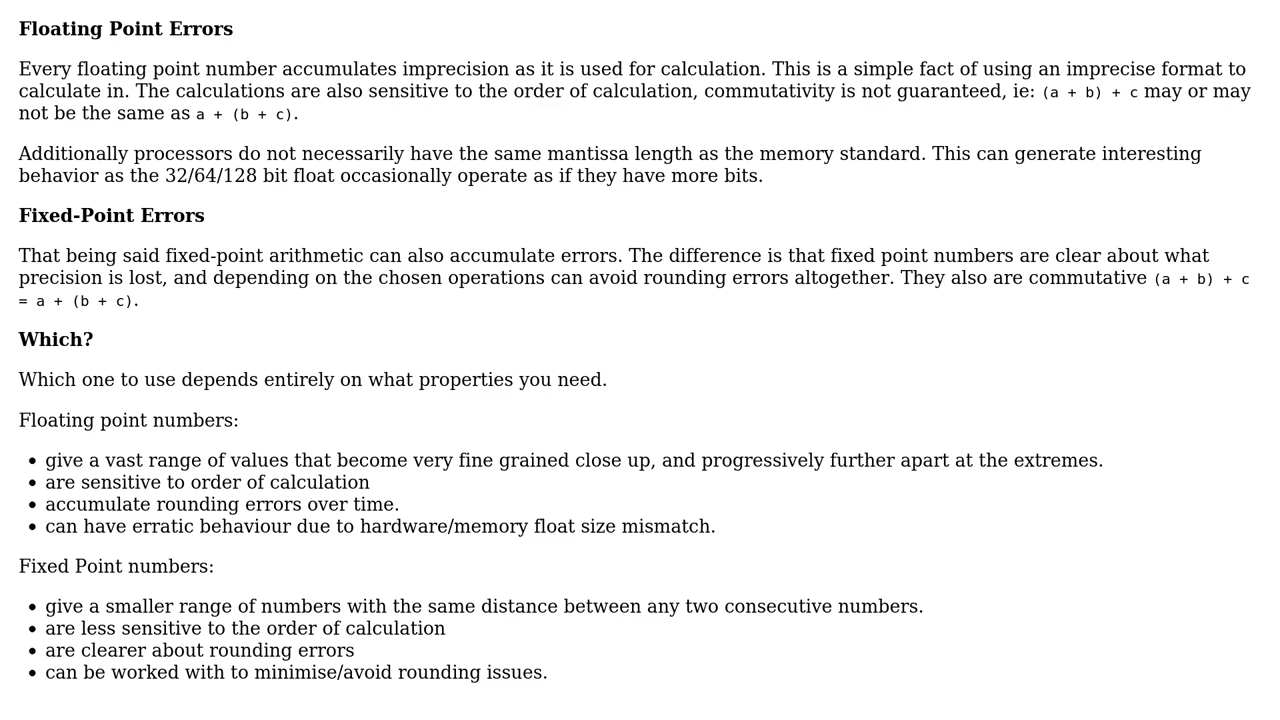 Floating Point Errors
Every floating point number accumulates imprecision as it is used for calculation. This is a simple fact of using an imprecise format to
calculate in. The calculations are also sensitive to the order of calculation, commutativity is not guaranteed, ie: (a + b) + c may or may
not be the same as a + (b + c).
Additionally processors do not necessarily have the same mantissa length as the memory standard. This can generate interesting
behavior as the 32/64/128 bit float occasionally operate as if they have more bits.
Fixed-Point Errors
That being said fixed-point arithmetic can also accumulate errors. The difference is that fixed point numbers are clear about what
precision is lost, and depending on the chosen operations can avoid rounding errors altogether. They also are commutative (a + b) + c
= a + (b + c).
Which?
Which one to use depends entirely on what properties you need.
Floating point numbers:
• give a vast range of values that become very fine grained close up, and progressively further apart at the extremes.
• are sensitive to order of calculation
• accumulate rounding errors over time.
• can have erratic behaviour due to hardware/memory float size mismatch.
Fixed Point numbers:
• give a smaller range of numbers with the same distance between any two consecutive numbers.
• are less sensitive to the order of calculation
• are clearer about rounding errors
• can be worked with to minimise/avoid rounding issues.